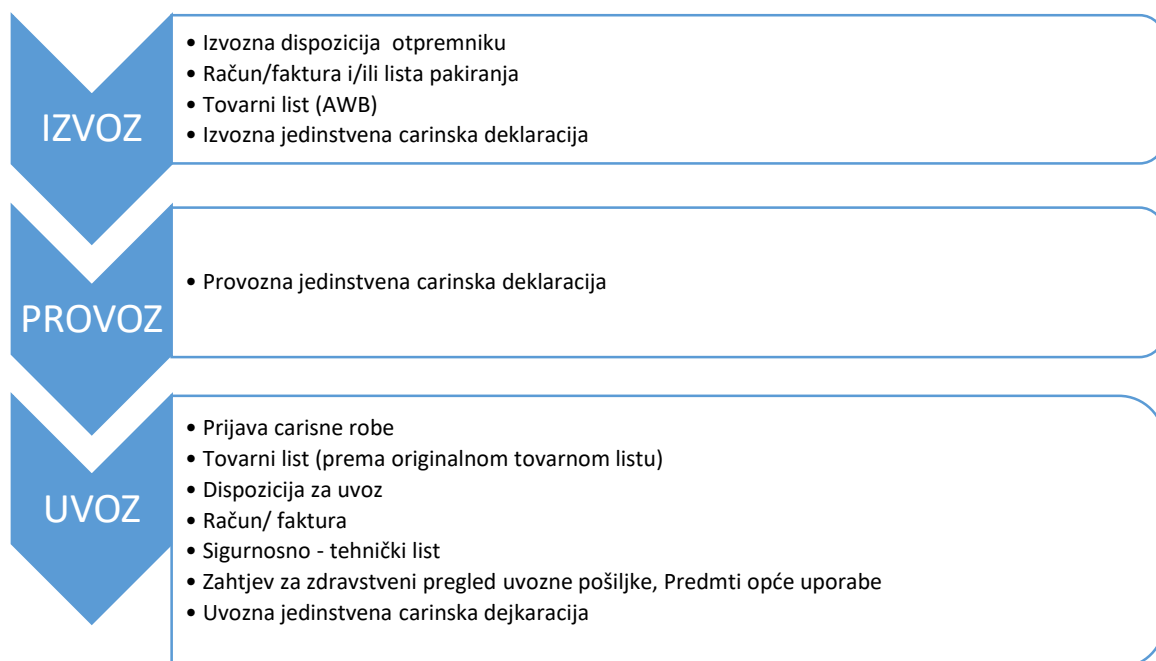 IZVOZ
• Izvozna dispozicija  otpremniku
• Račun/faktura i/ili lista pakiranja
• Tovarni list (AWB)
• Izvozna jedinstvena carinska deklaracija
PROVOZ
• Provozna jedinstvena carinska deklaracija
UVOZ
• Prijava carisne robe
• Tovarni list (prema originalnom tovarnom listu)
• Dispozicija za uvoz
• Račun/ faktura
• Sigurnosno - tehnički list
• Zahtjev za zdravstveni pregled uvozne pošiljke, Predmti opće uporabe
• Uvozna jedinstvena carinska dejkaracija